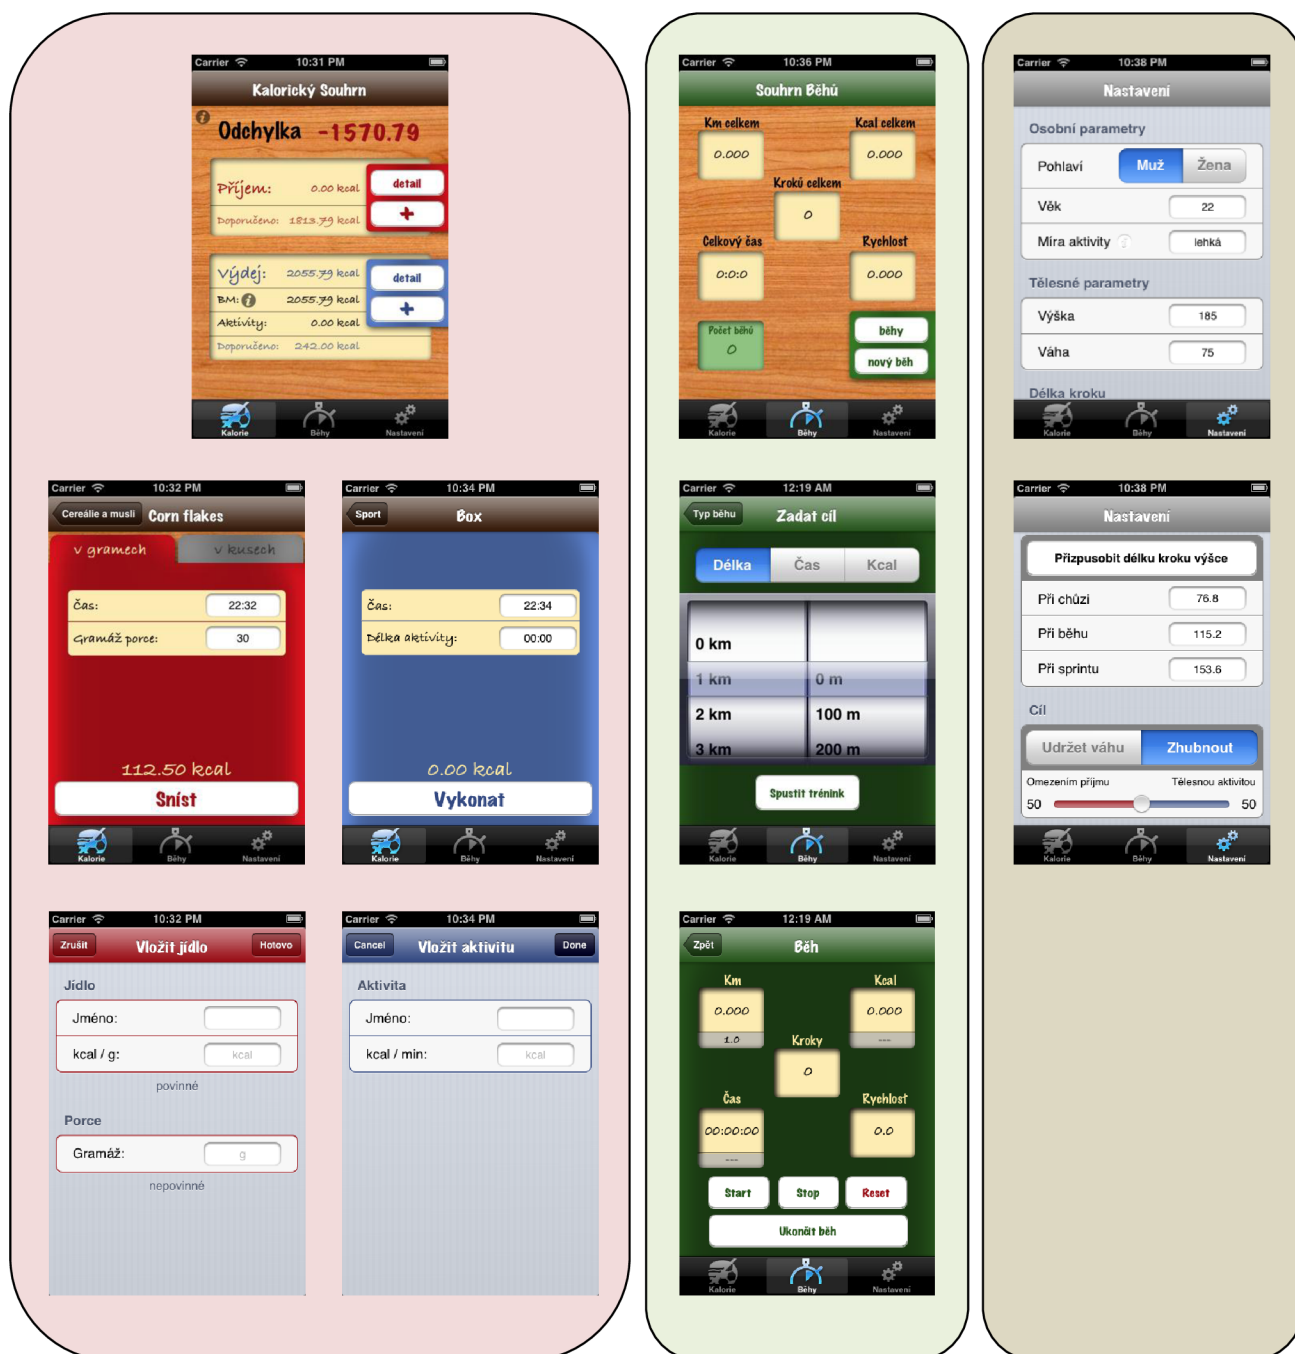 Carrier 10:31 PM
Kalorický Souhrn
Odchylka -1570.79
Příjem: 0.00 kcal
detail
Doporučeno: 1813.79 kcal
+
Výdej: 2055.79 kcal
detail
BM: 2055.79 kcal
+
Aktivity: 0.00 kcal
Doporučeno: 242.00 kcal
Kalorie Běhy Nastavení
Carrier 10:32 PM
Cereálie a musli Corn flakes
v gramech v kusech
Čas: 22:32
Gramáž porce: 30
112.50 kcal
Sníst
Kalorie Běhy Nastavení
Carrier 10:34 PM
Sport Box
Čas: 22:34
Délka aktivity: 00:00
0.00 kcal
Vykonat
Kalorie Běhy Nastavení
Carrier 10:32 PM
Zrušit Vložit jídlo Hotovo
Jídlo
Jméno:
kcal / g: kcal
povinné
Porce
Gramáž: g
nepovinné
Carrier 10:34 PM
Cancel Vložit aktivitu Done
Aktivita
Jméno:
kcal / min: kcal
Carrier 10:36 PM
Souhrn Běhů
Km celkem Kcal celkem
0.000 0.000
Kroků celkem
0
Celkový čas Rychlost
0:0:0 0.000
Počet běhů
0
běhy
nový běh
Kalorie Běhy Nastavení
Carrier 12:19 AM
Typ běhu Zadat cíl
Délka Čas Kcal
0 km
1 km 0 m
2 km 100 m
3 km 200 m
Spustit trénink
Kalorie Běhy Nastavení
Carrier 12:19 AM
Zpět Běh
Km Kcal
0.000 0.000
1.0 ---
Kroky
0
Čas Rychlost
00:00:00 0.0
---
Start Stop Reset
Ukončit běh
Kalorie Běhy Nastavení
Carrier 10:38 PM
Nastavení
Osobní parametry
Pohlaví Muž Žena
Věk 22
Míra aktivity lehká
Tělesné parametry
Výška 185
Váha 75
Délka kroku
Kalorie Běhy Nastavení
Carrier 10:38 PM
Nastavení
Přizpusobit délku kroku výšce
Při chůzi 76.8
Při běhu 115.2
Při sprintu 153.6
Cíl
Udržet váhu Zhubnout
Omezením příjmu Tělesnou aktivitou
50 50
Kalorie Běhy Nastavení